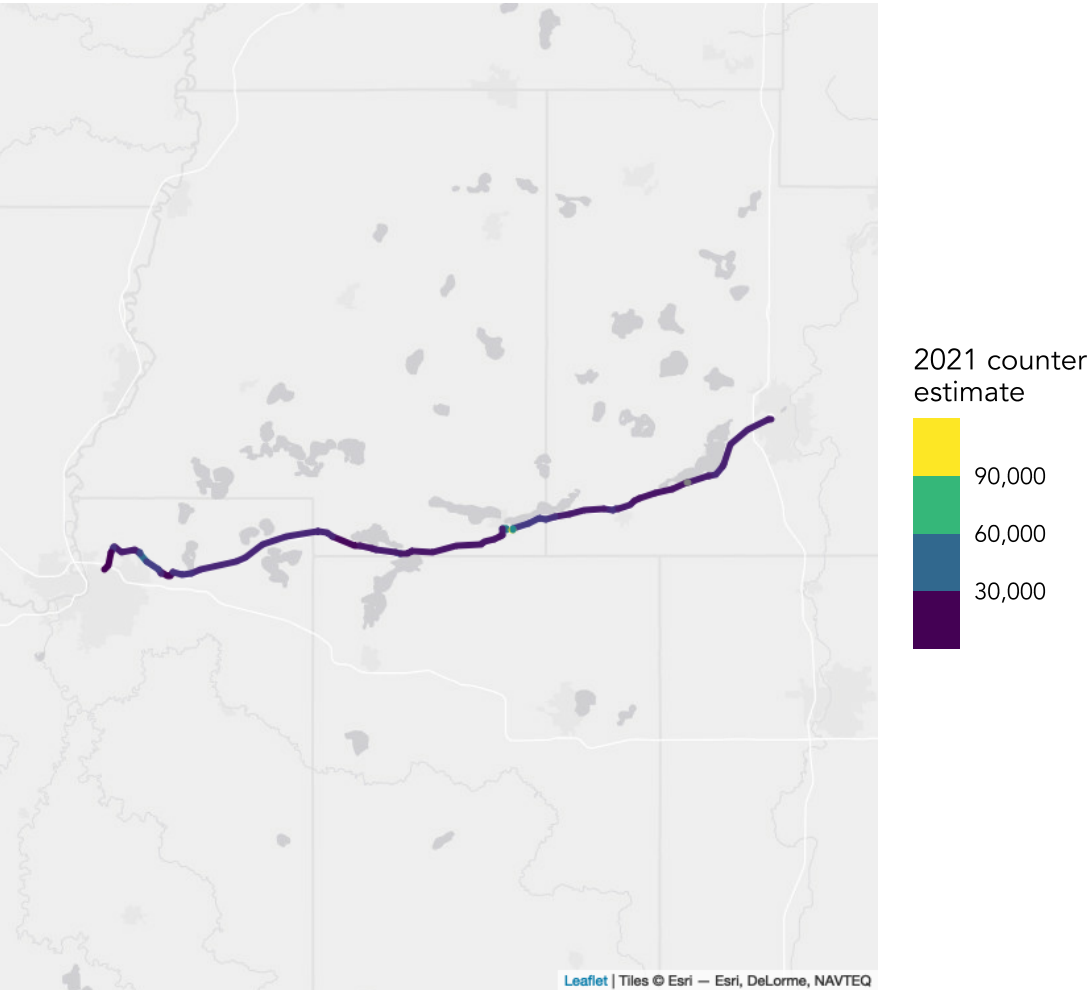 2021 counter
estimate
90,000
60,000
30,000
Leaflet | Tiles © Esri — Esri, DeLorme, NAVTEQ